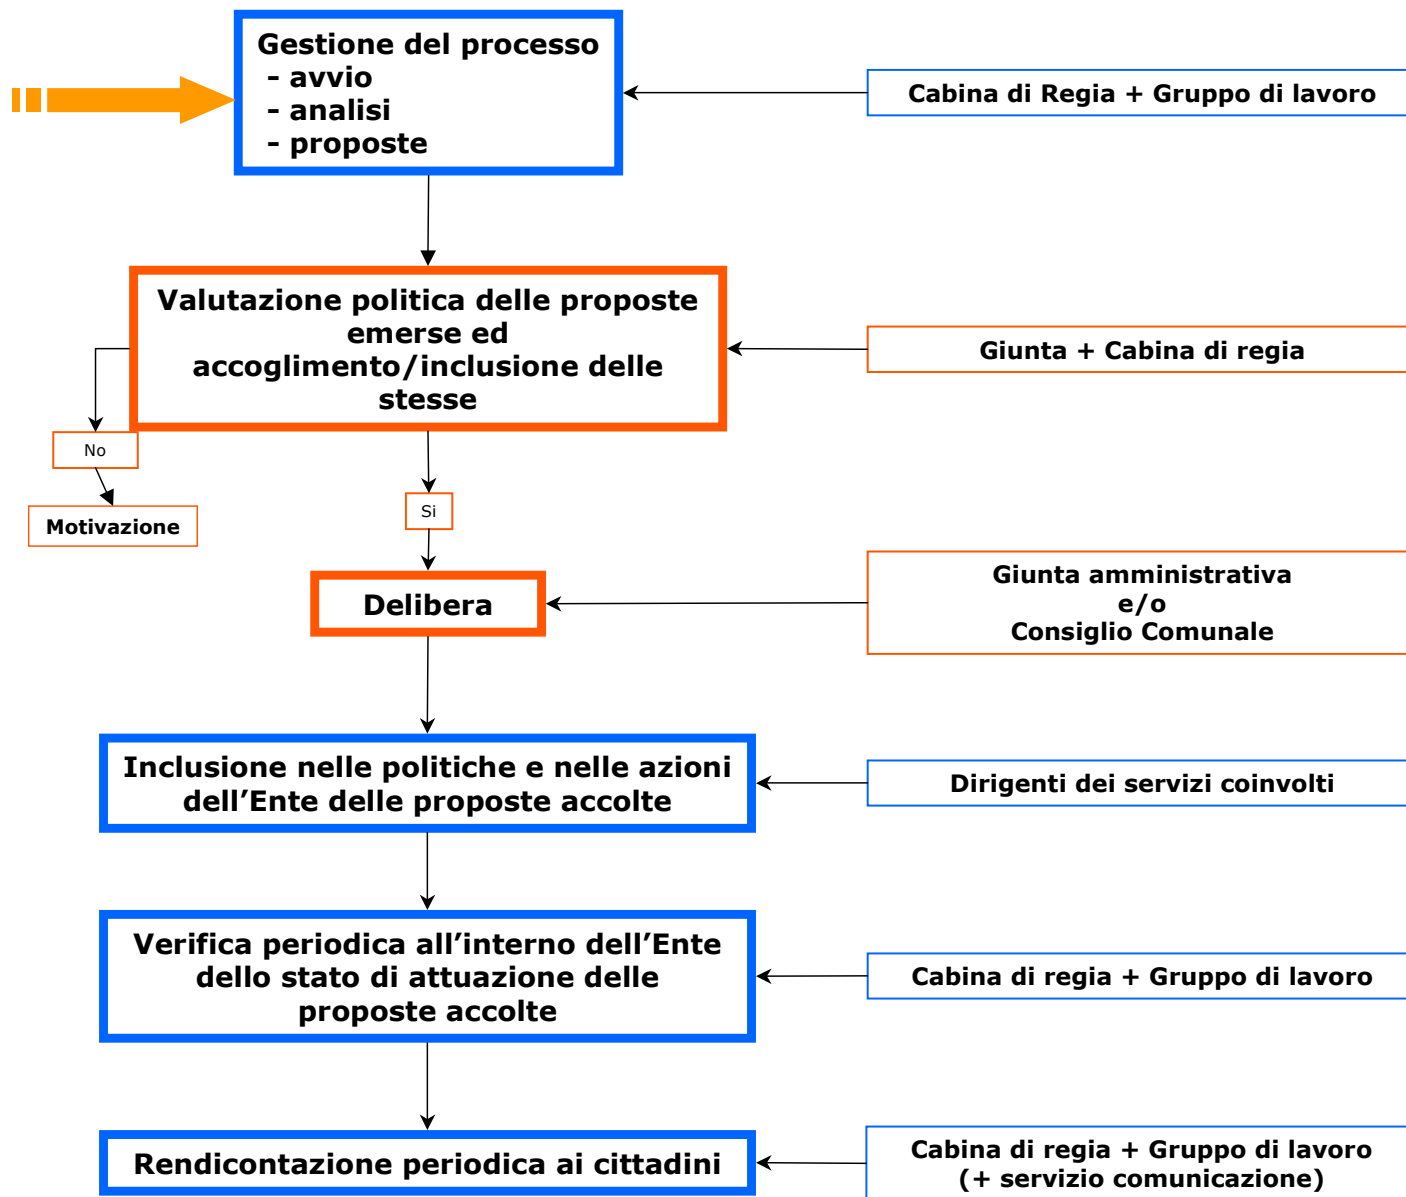 Gestione del processo
- avvio
- analisi
- proposte
Cabina di Regia + Gruppo di lavoro
Valutazione politica delle proposte
emerse ed
accoglimento/inclusione delle
stesse
Giunta + Cabina di regia
No
Motivazione
Si
Delibera
Giunta amministrativa
e/o
Consiglio Comunale
Inclusione nelle politiche e nelle azioni
dell’Ente delle proposte accolte
Dirigenti dei servizi coinvolti
Verifica periodica all’interno dell’Ente
dello stato di attuazione delle
proposte accolte
Cabina di regia + Gruppo di lavoro
Rendicontazione periodica ai cittadini
Cabina di regia + Gruppo di lavoro
(+ servizio comunicazione)